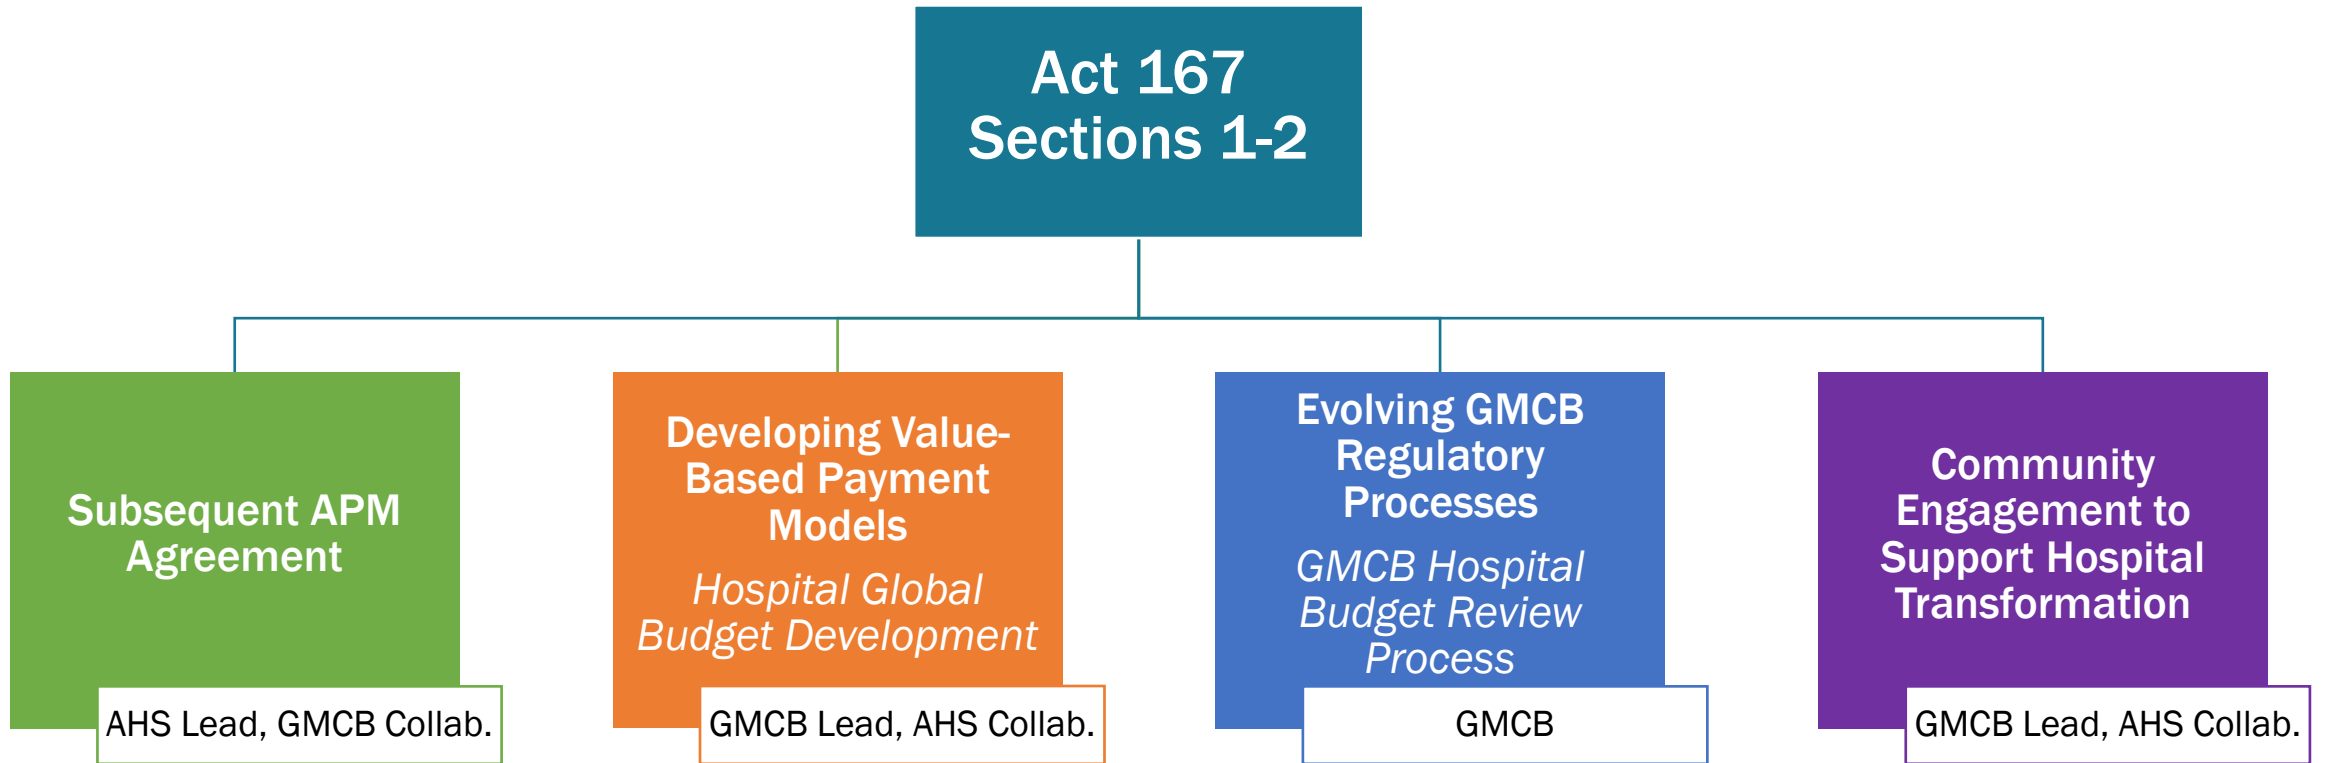 Act 167
Sections 1-2
Subsequent APM
Agreement
AHS Lead, GMCB Collab.
Developing Value-
Based Payment
Models
Hospital Global
Budget Development
GMCB Lead, AHS Collab.
Evolving GMCB
Regulatory
Processes
GMCB Hospital
Budget Review
Process
GMCB
Community
Engagement to
Support Hospital
Transformation
GMCB Lead, AHS Collab.